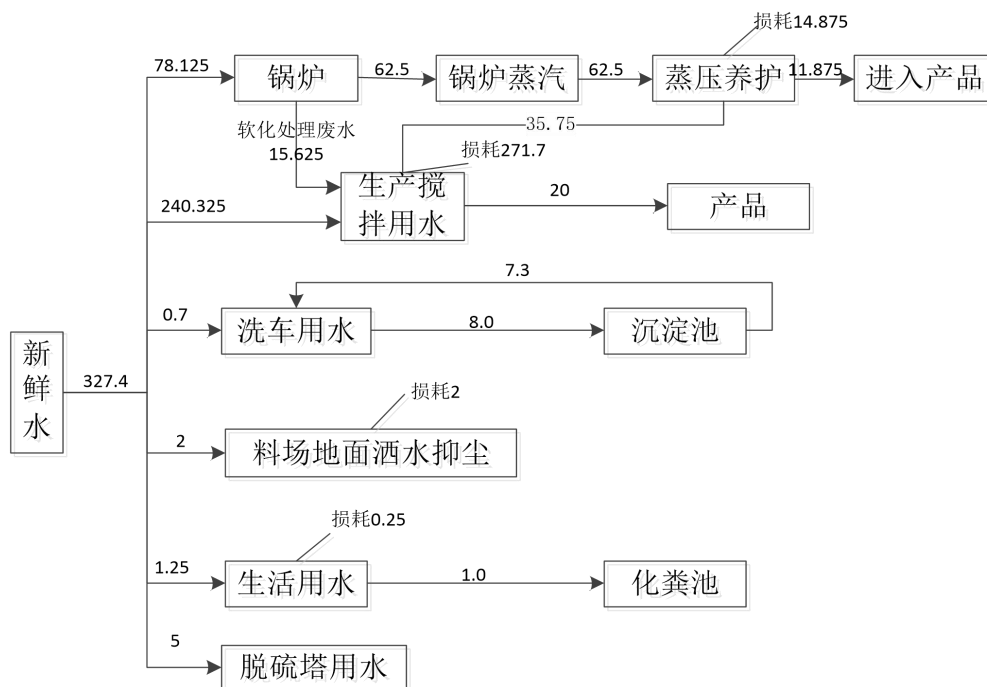 损耗14.875
78.125
锅炉
62.5
锅炉蒸汽
62.5
蒸压养护
11.875
进入产品
软化处理废水
15.625
35.75
损耗271.7
生产搅
拌用水
20
产品
240.325
7.3
0.7
洗车用水
8.0
沉淀池
新
鲜
水
327.4
损耗2
2
料场地面洒水抑尘
损耗0.25
1.25
生活用水
1.0
化粪池
5
脱硫塔用水